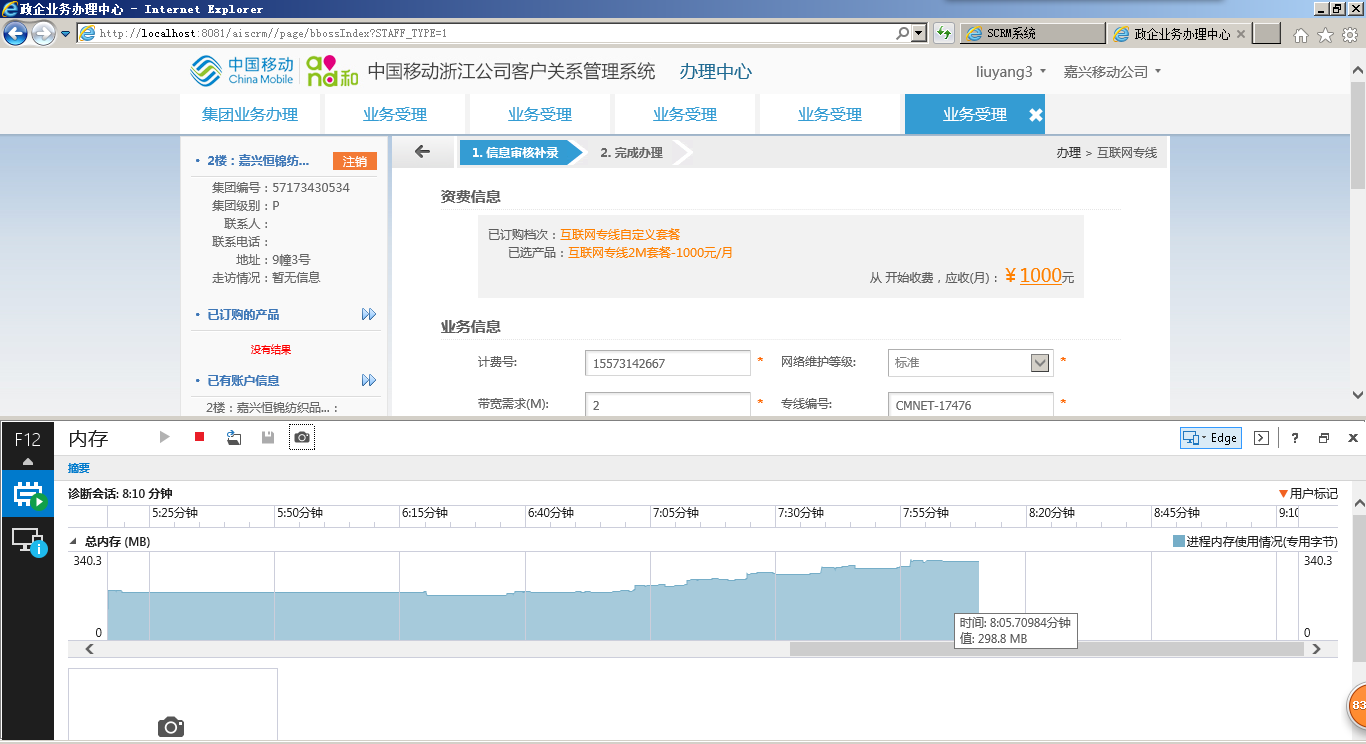 政企业务办理中心 - Internet Explorer
http://localhost:8081/aiscrm//page/bbossIndex?STAFF_TYPE=1
SCRM系统
政企业务办理中心
中国移动
China Mobile
and和
中国移动浙江公司客户关系管理系统 办理中心
liuyang3
嘉兴移动公司
集团业务办理
业务受理
业务受理
业务受理
业务受理
业务受理
2楼：嘉兴恒锦纺...
注销
集团编号：57173430534
集团级别：P
联系人：
联系电话：
地址：9幢3号
走访情况：暂无信息
已订购的产品
没有结果
已有账户信息
2楼：嘉兴恒锦纺织品...：
1. 信息审核补录
2. 完成办理
办理 > 互联网专线
资费信息
已订购档次：互联网专线自定义套餐
已选产品：互联网专线2M套餐-1000元/月
从 开始收费，应收(月)：¥1000元
业务信息
计费号: 15573142667 *
网络维护等级: 标准 *
带宽需求(M): 2 *
专线编号: CMNET-17476 *
F12
内存
Edge
?
摘要
诊断会话: 8:10 分钟
用户标记
5:25分钟 5:50分钟 6:15分钟 6:40分钟 7:05分钟 7:30分钟 7:55分钟 8:20分钟 8:45分钟 9:10
总内存 (MB)
进程内存使用情况(专用字节)
340.3
340.3
0
0
时间: 8:05.70984分钟
值: 298.8 MB
83